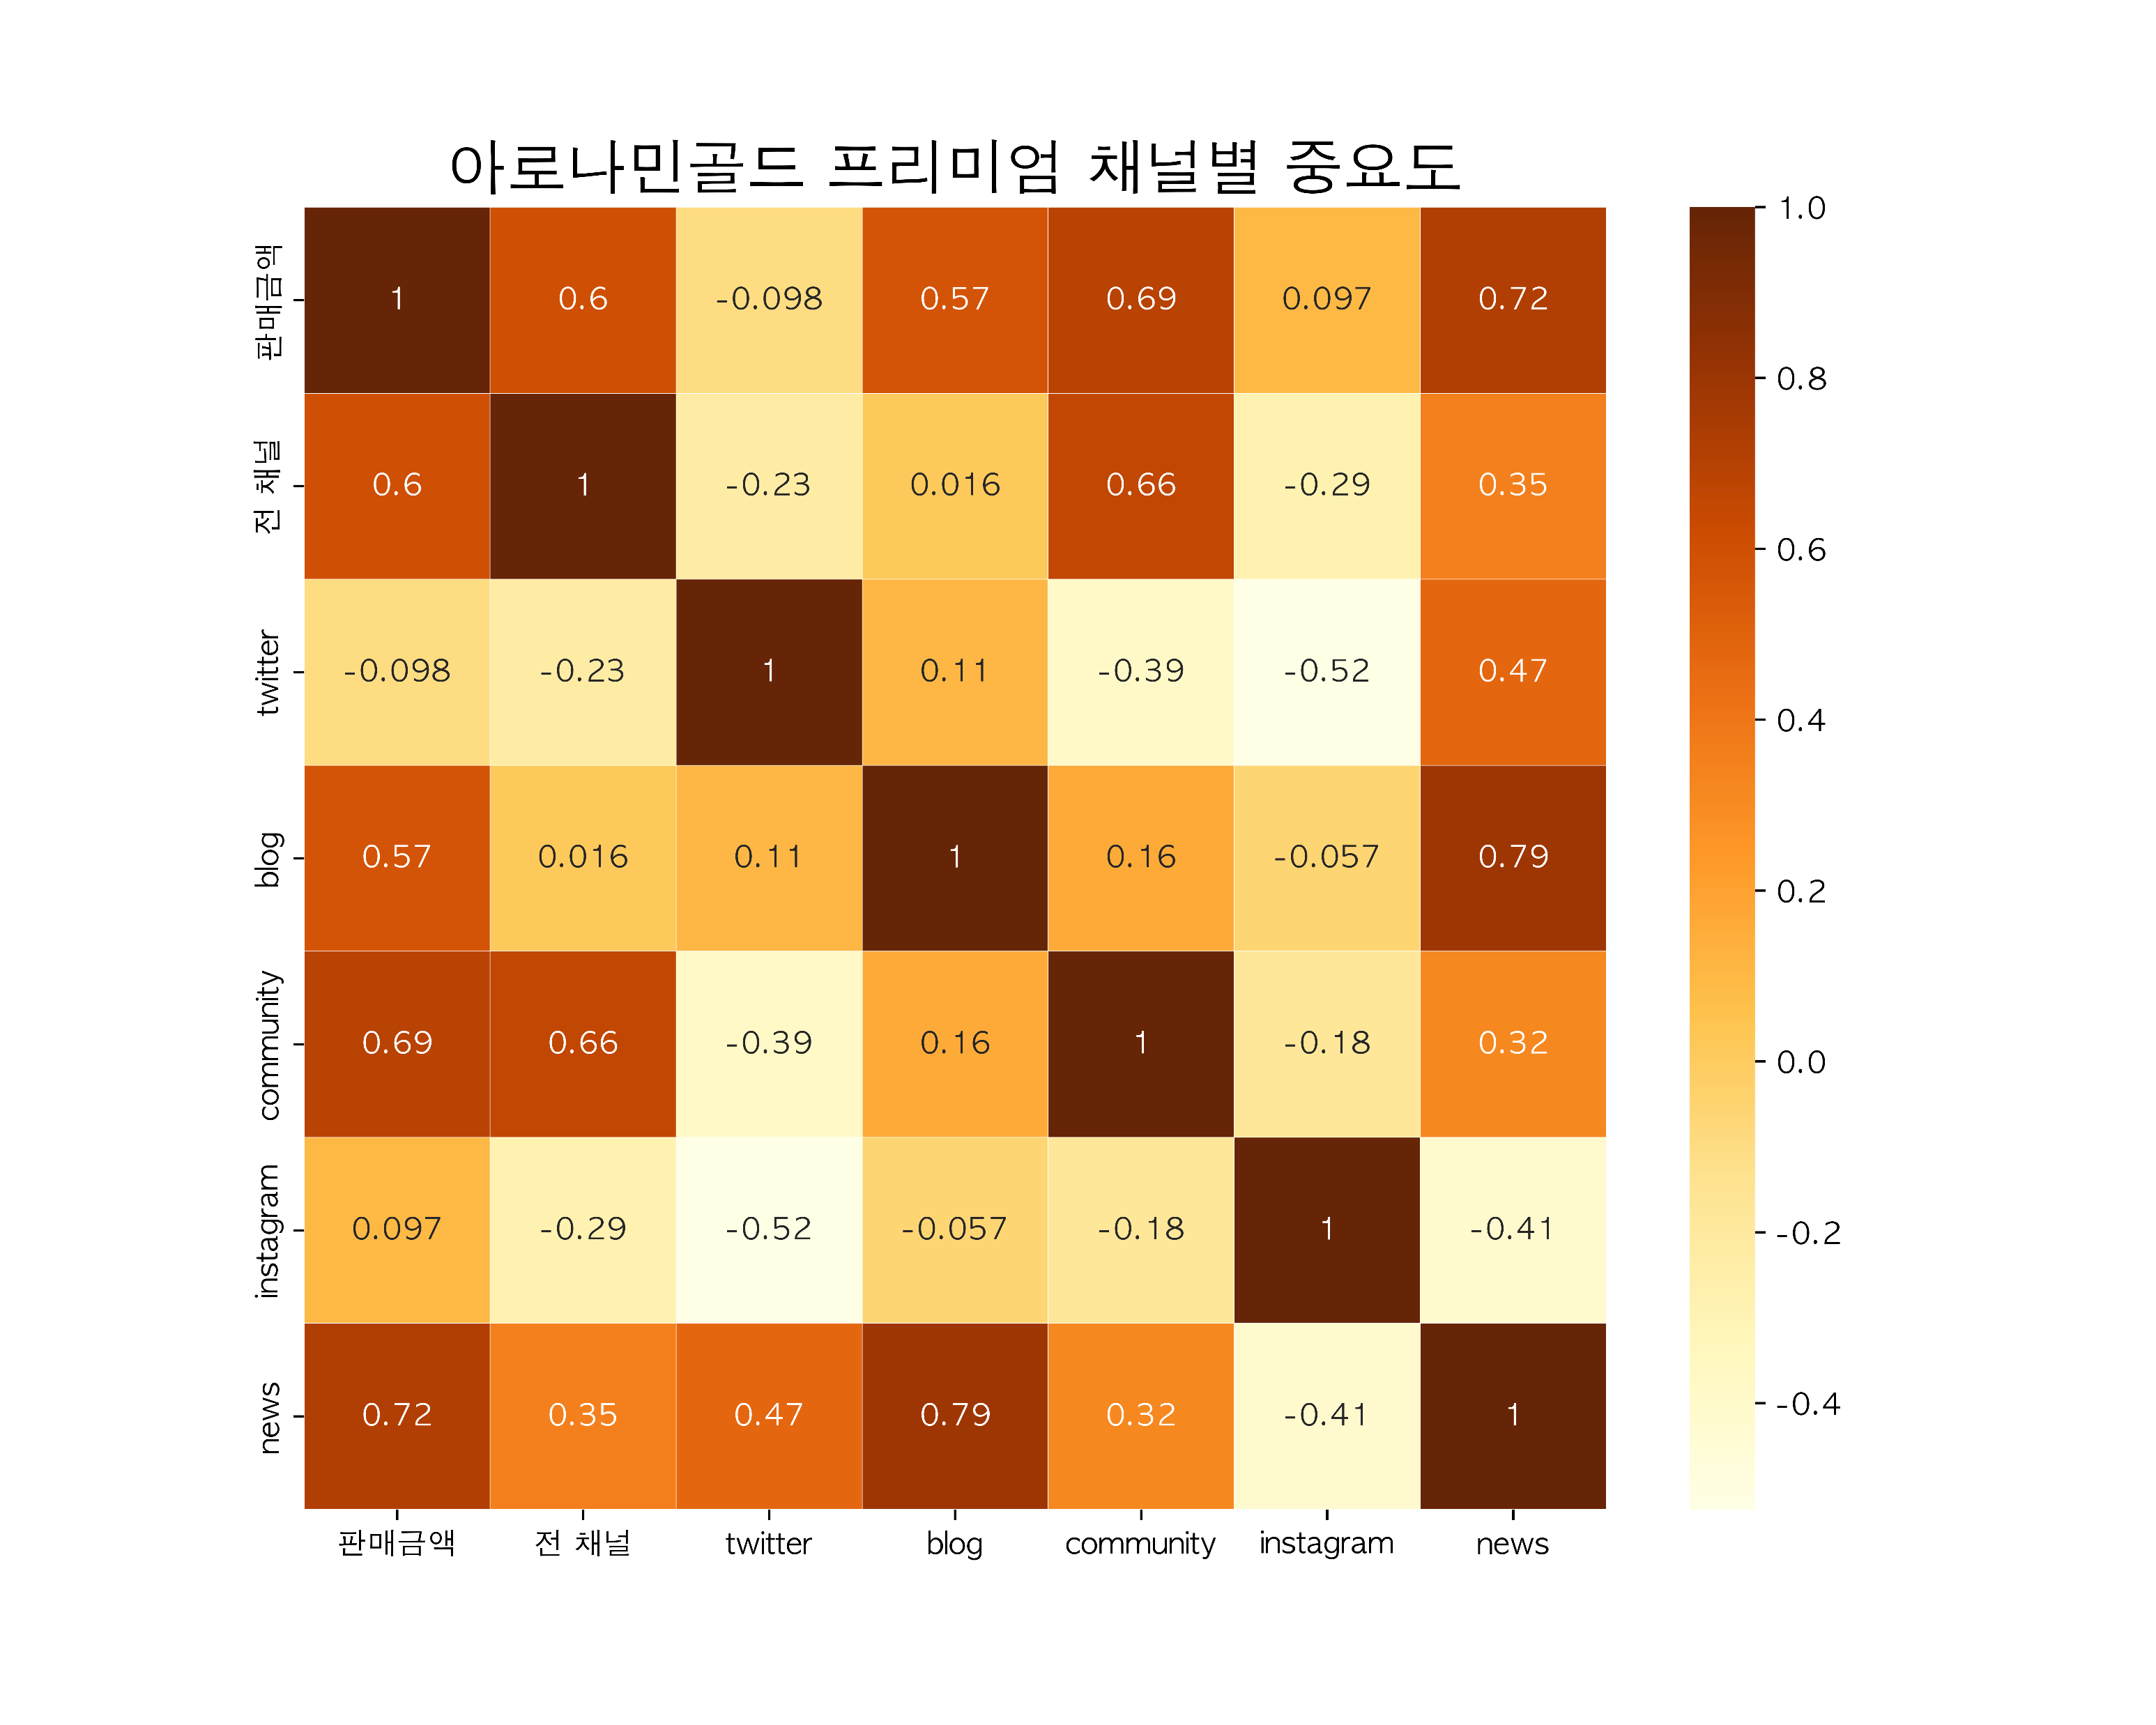 아로나민골드 프리미엄 채널별 중요도
판매금액 1 0.6 -0.098 0.57 0.69 0.097 0.72
전 채널 0.6 1 -0.23 0.016 0.66 -0.29 0.35
twitter -0.098 -0.23 1 0.11 -0.39 -0.52 0.47
blog 0.57 0.016 0.11 1 0.16 -0.057 0.79
community 0.69 0.66 -0.39 0.16 1 -0.18 0.32
instagram 0.097 -0.29 -0.52 -0.057 -0.18 1 -0.41
news 0.72 0.35 0.47 0.79 0.32 -0.41 1
판매금액 전 채널 twitter blog community instagram news
1.0
0.8
0.6
0.4
0.2
0.0
-0.2
-0.4